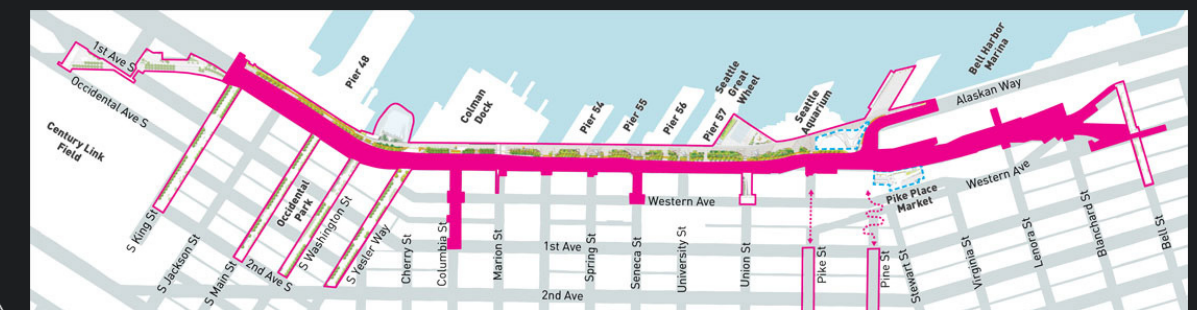 1st Ave S
Occidental Ave S
Century Link
Field
Pier 48
Colman
Dock
Pier 54
Pier 55
Pier 56
Pier 57
Seattle
Great
Wheel
Seattle
Aquarium
Bell Harbor
Marina
Alaskan Way
Western Ave
Pike Place
Market
Western Ave
Occidental
Park
S King St
S Jackson St
S Main St
2nd Ave S
S Washington St
S Yesler Way
Cherry St
Columbia St
Marion St
1st Ave
Spring St
Seneca St
University St
Union St
Pike St
Pine St
Stewart St
Virginia St
Lenora St
Blanchard St
Bell St
2nd Ave